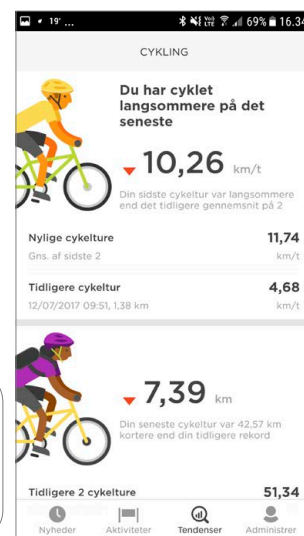 19° ...
69% 16.34
CYKLING
Du har cyklet
langsommere på det
seneste
10,26 km/t
Din sidste cykeltur var langsommere
end det tidligere gennemsnit på 2
Nylige cykelture 11,74
Gns. af sidste 2 km/t
Tidligere cykeltur 4,68
12/07/2017 09:51, 1,38 km km/t
7,39 km
Din seneste cykeltur var 42,57 km
kortere end din tidligere rekord
Tidligere 2 cykelture 51,34
Nyheder Aktiviteter Tendenser Administrer